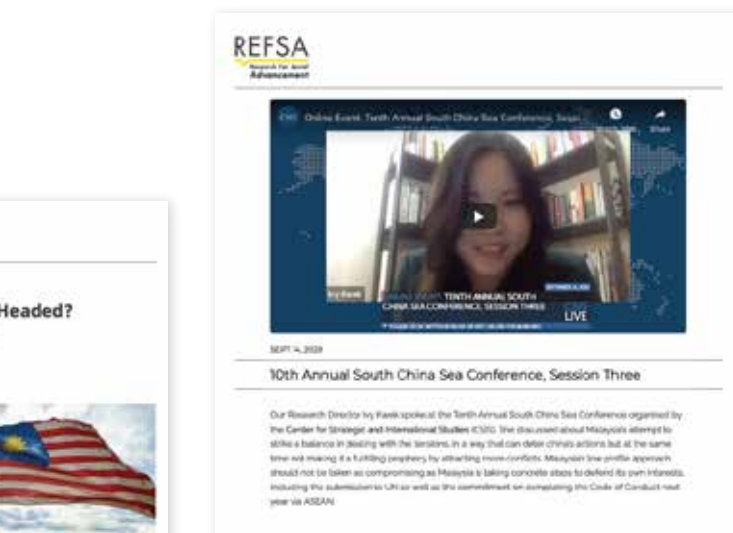 Headed?
REFSA
Research for Social
Advancement
CSIS Online Event: Tenth Annual South China Sea Conference, Sessi...
Share
Ivy Kwek
TENTH ANNUAL SOUTH
CHINA SEA CONFERENCE, SESSION THREE
LIVE
SEPT 14, 2020
10th Annual South China Sea Conference, Session Three
Our Research Director Ivy Kwek spoke at the Tenth Annual South China Sea Conference organised by
the Center for Strategic and International Studies (CSIS). She discussed about Malaysia's attempt to
strike a balance in dealing with the tensions, in a way that can deter China's actions but at the same
time not making it a fulfilling prophecy by attracting more conflicts. Malaysia's low profile approach
should not be taken as compromising as Malaysia is taking concrete steps to defend its own interests,
including the submission to UN as well as the commitment on completing the Code of Conduct next
year via ASEAN.